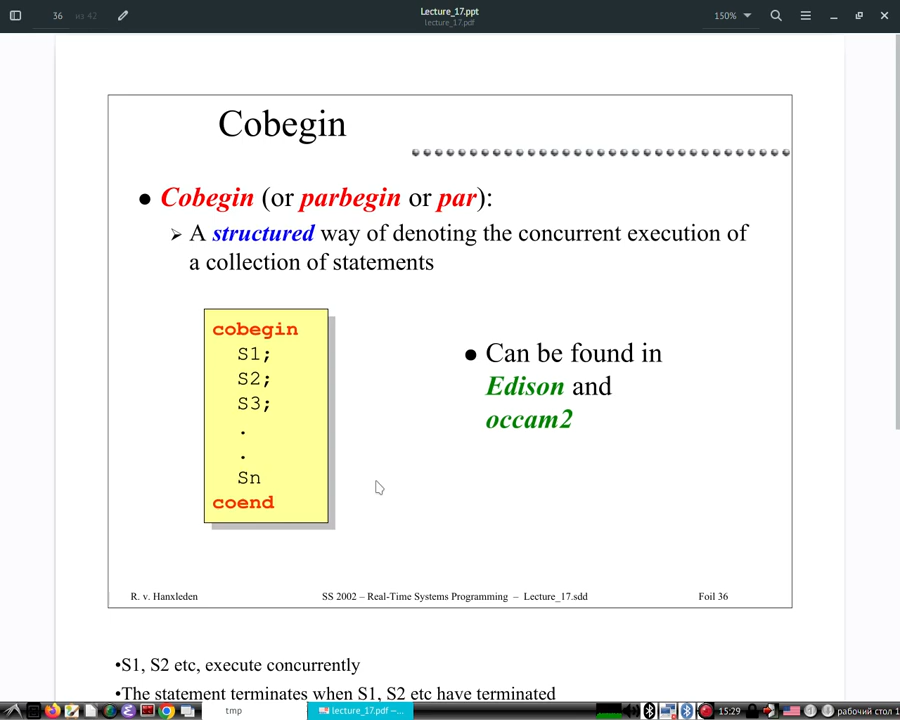 36 из 42
Lecture_17.ppt
lecture_17.pdf
150%
Cobegin
● Cobegin (or parbegin or par):
➢ A structured way of denoting the concurrent execution of
a collection of statements
cobegin
S1;
S2;
S3;
.
.
Sn
coend
● Can be found in
Edison and
occam2
R. v. Hanxleden
SS 2002 – Real-Time Systems Programming – Lecture_17.sdd
Foil 36
•S1, S2 etc, execute concurrently
•The statement terminates when S1, S2 etc have terminated
tmp
lecture_17.pdf —...
15:29
рабочий стол 1